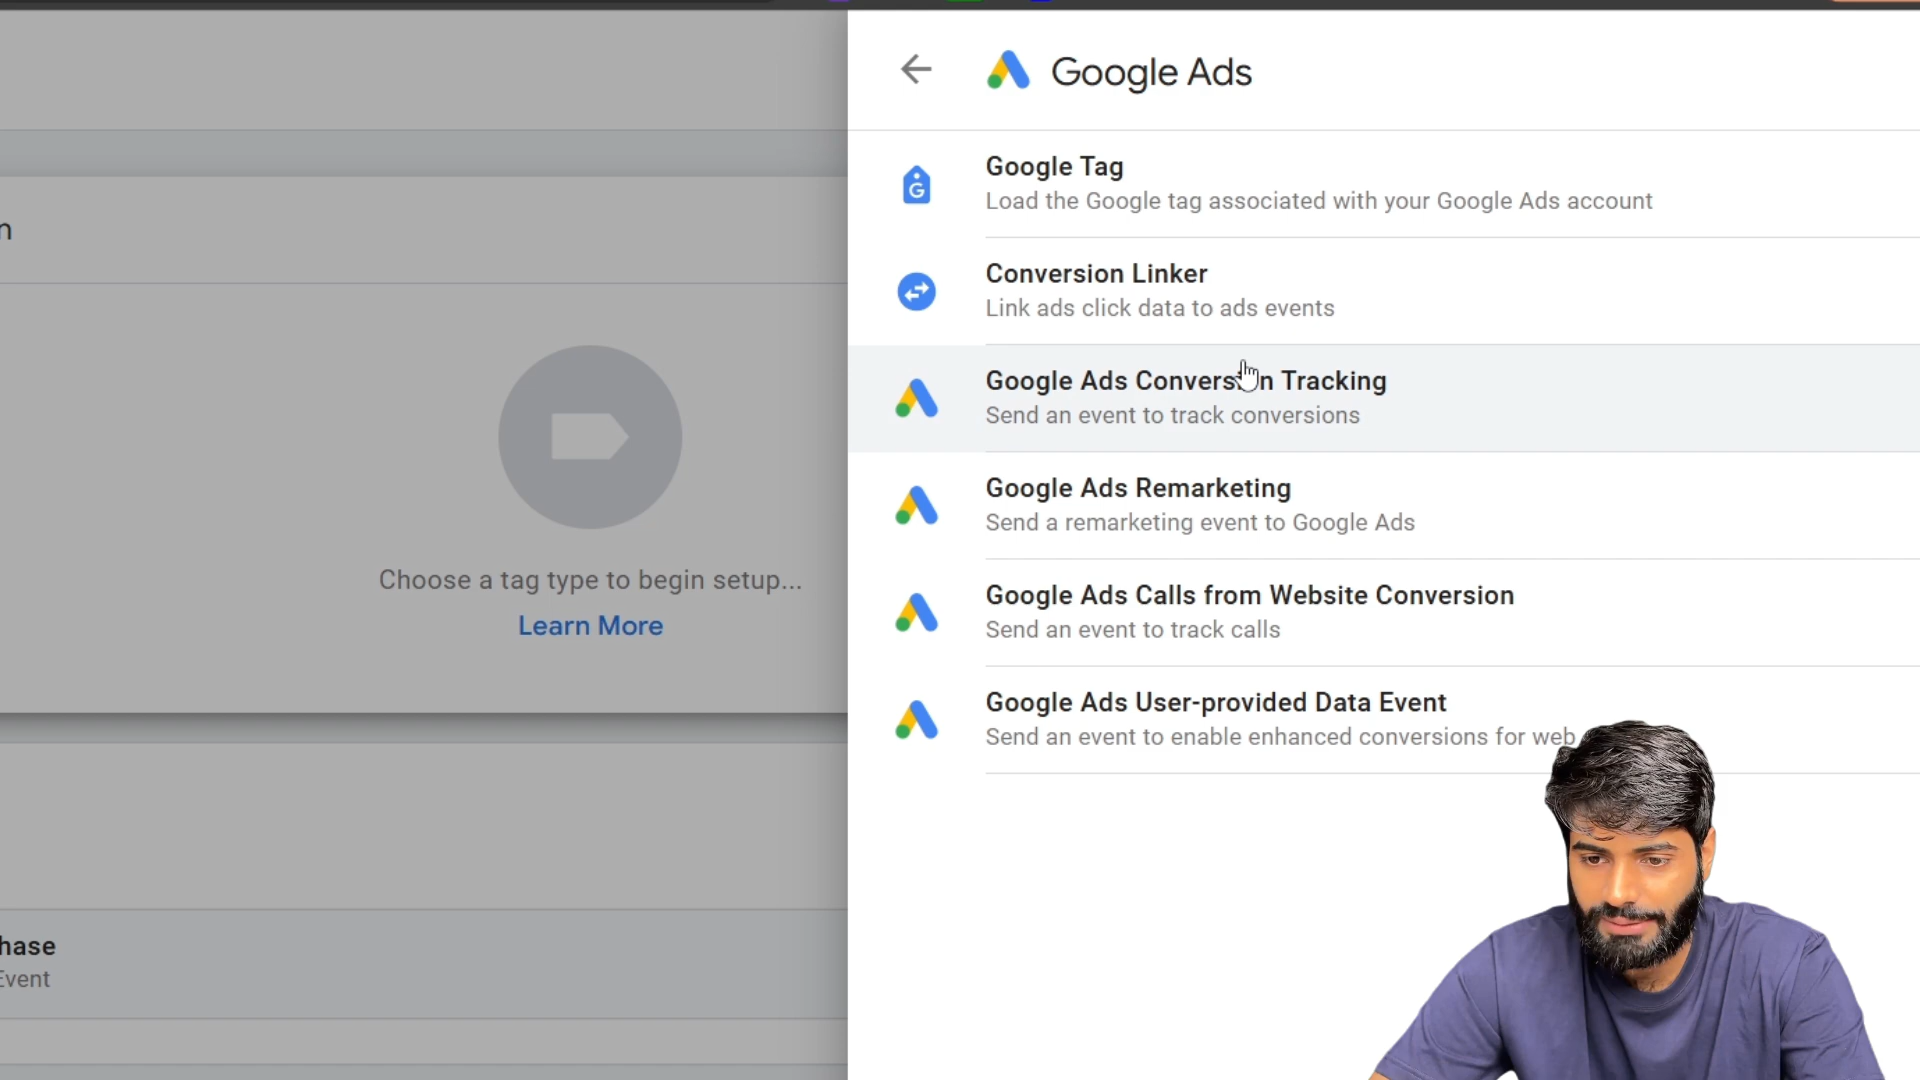 Google Ads
Google Tag
Load the Google tag associated with your Google Ads account
Conversion Linker
Link ads click data to ads events
Google Ads Conversion Tracking
Send an event to track conversions
Google Ads Remarketing
Send a remarketing event to Google Ads
Google Ads Calls from Website Conversion
Send an event to track calls
Google Ads User-provided Data Event
Send an event to enable enhanced conversions for web
n
Choose a tag type to begin setup...
Learn More
hase
Event